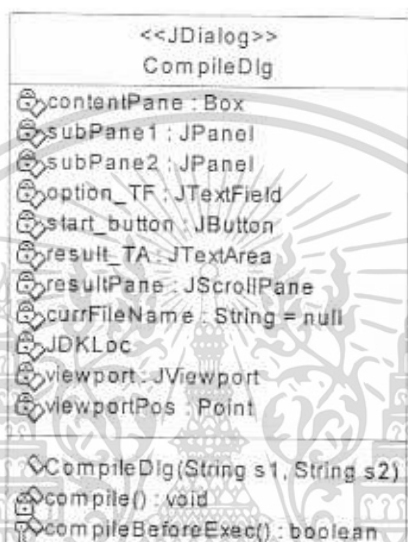 <<JDialog>>
CompileDlg
contentPane : Box
subPane1 : JPanel
subPane2 : JPanel
option_TF : JTextField
start_button : JButton
result_TA : JTextArea
resultPane : JScrollPane
currFileName : String = null
JDKLoc
viewport : JViewport
viewportPos : Point
CompileDlg(String s1, String s2)
compile() : void
compileBeforeExec() : boolean